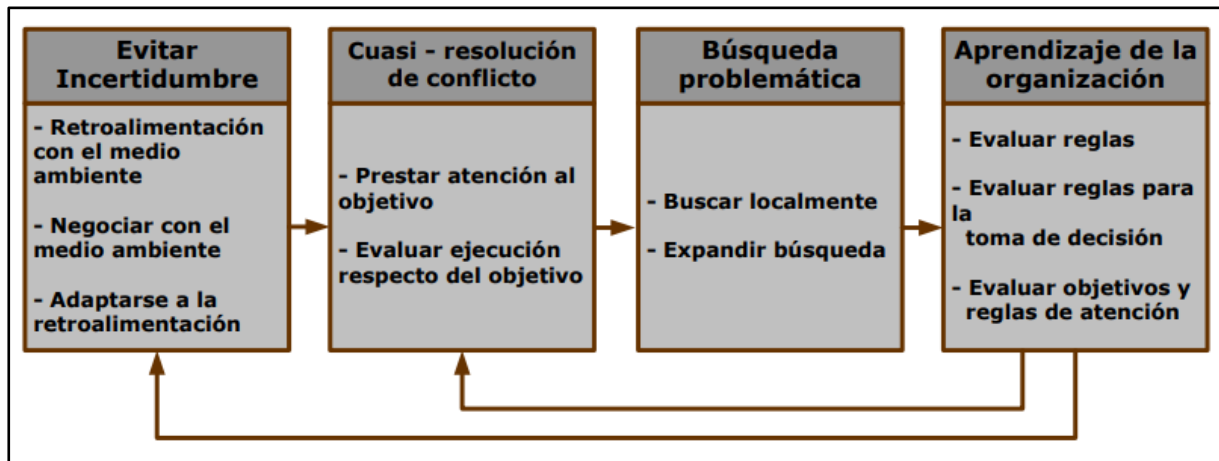 Evitar
Incertidumbre
- Retroalimentación
con el medio
ambiente
- Negociar con el
medio ambiente
- Adaptarse a la
retroalimentación
Cuasi - resolución
de conflicto
- Prestar atención al
objetivo
- Evaluar ejecución
respecto del objetivo
Búsqueda
problemática
- Buscar localmente
- Expandir búsqueda
Aprendizaje de la
organización
- Evaluar reglas
- Evaluar reglas para
la
toma de decisión
- Evaluar objetivos y
reglas de atención